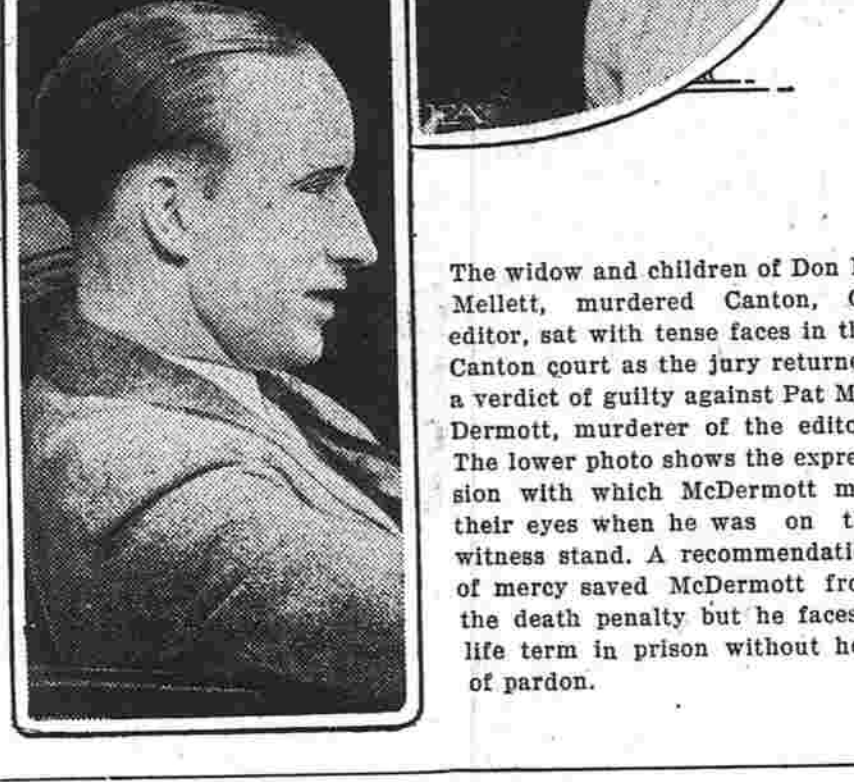 The widow and children of Don
Mellett, murdered Canton,
editor, sat with tense faces in th
Canton court as the jury returne
a verdict of guilty against Pat M
Dermott, murderer of the edito
The lower photo shows the expre
sion with which McDermott m
their eyes when he was on t
witness stand. A recommendati
of mercy saved McDermott fro
the death penalty but he faces
life term in prison without ho
of pardon.